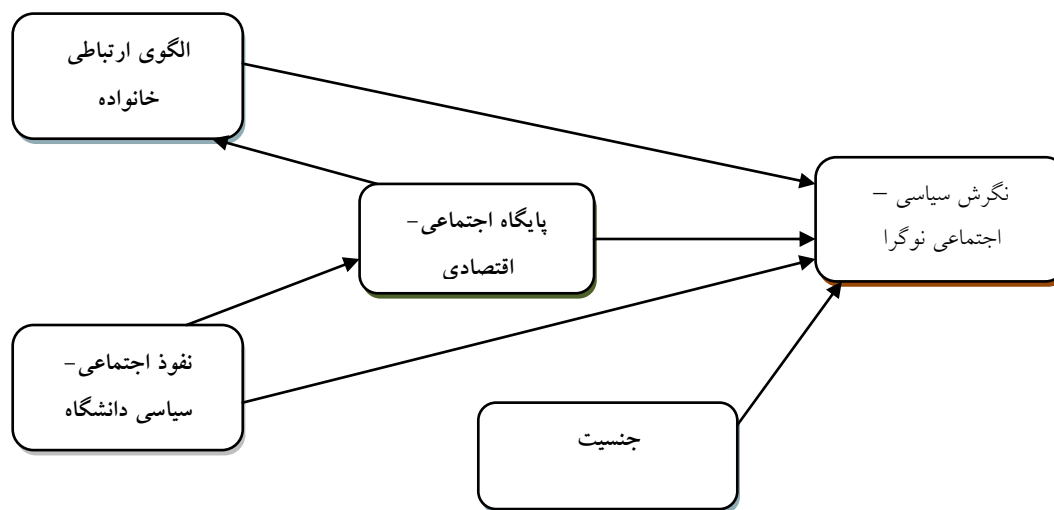 الگوی ارتباطی
خانواده
نگرش سیاسی –
اجتماعی نوگرا
پایگاه اجتماعی-
اقتصادی
نفوذ اجتماعی-
سیاسی دانشگاه
جنسیت